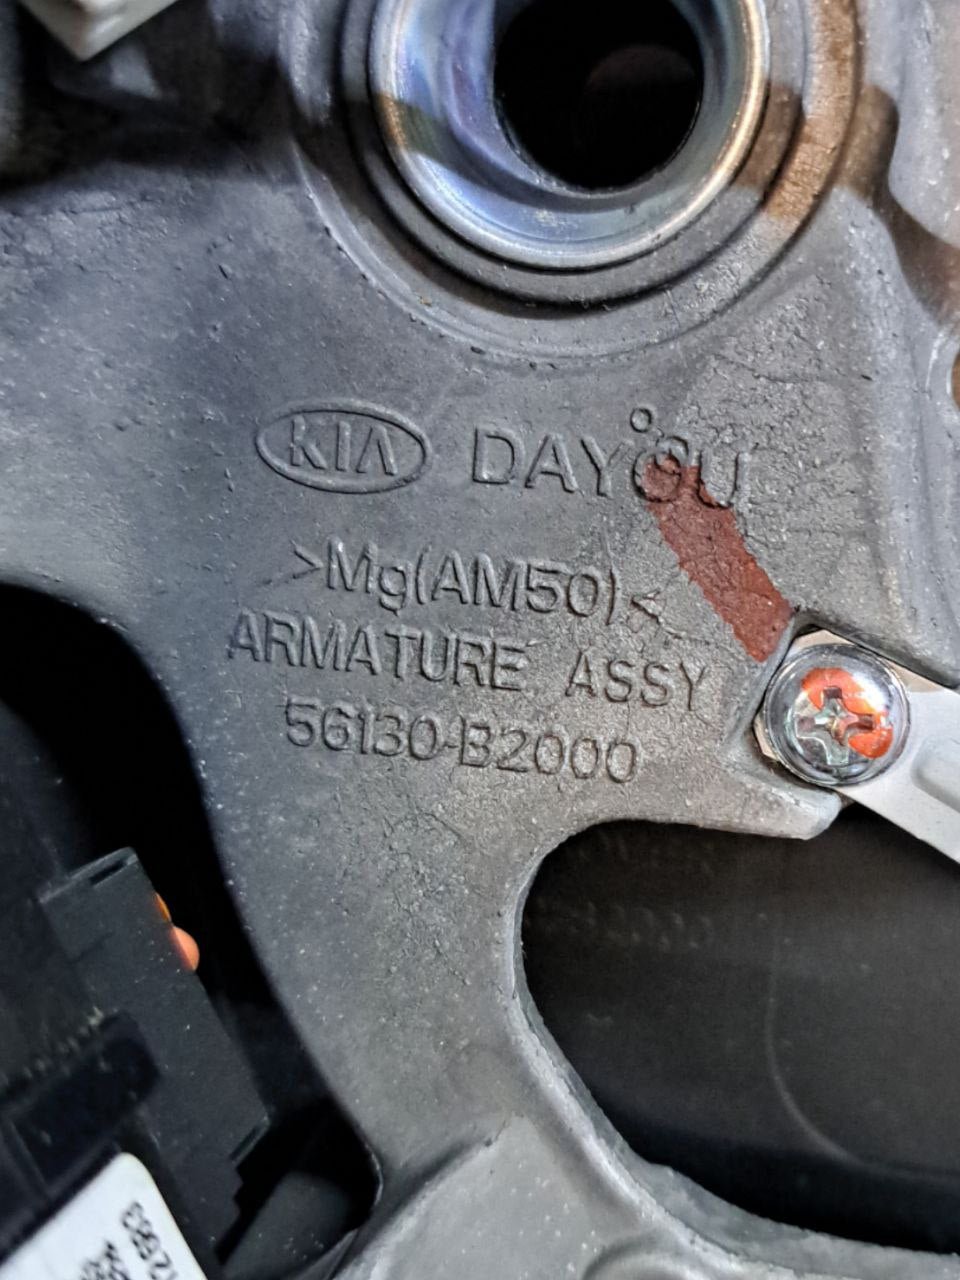 KIA DAYOU
>Mg(AM50)<
ARMATURE ASSY
56130-B2000